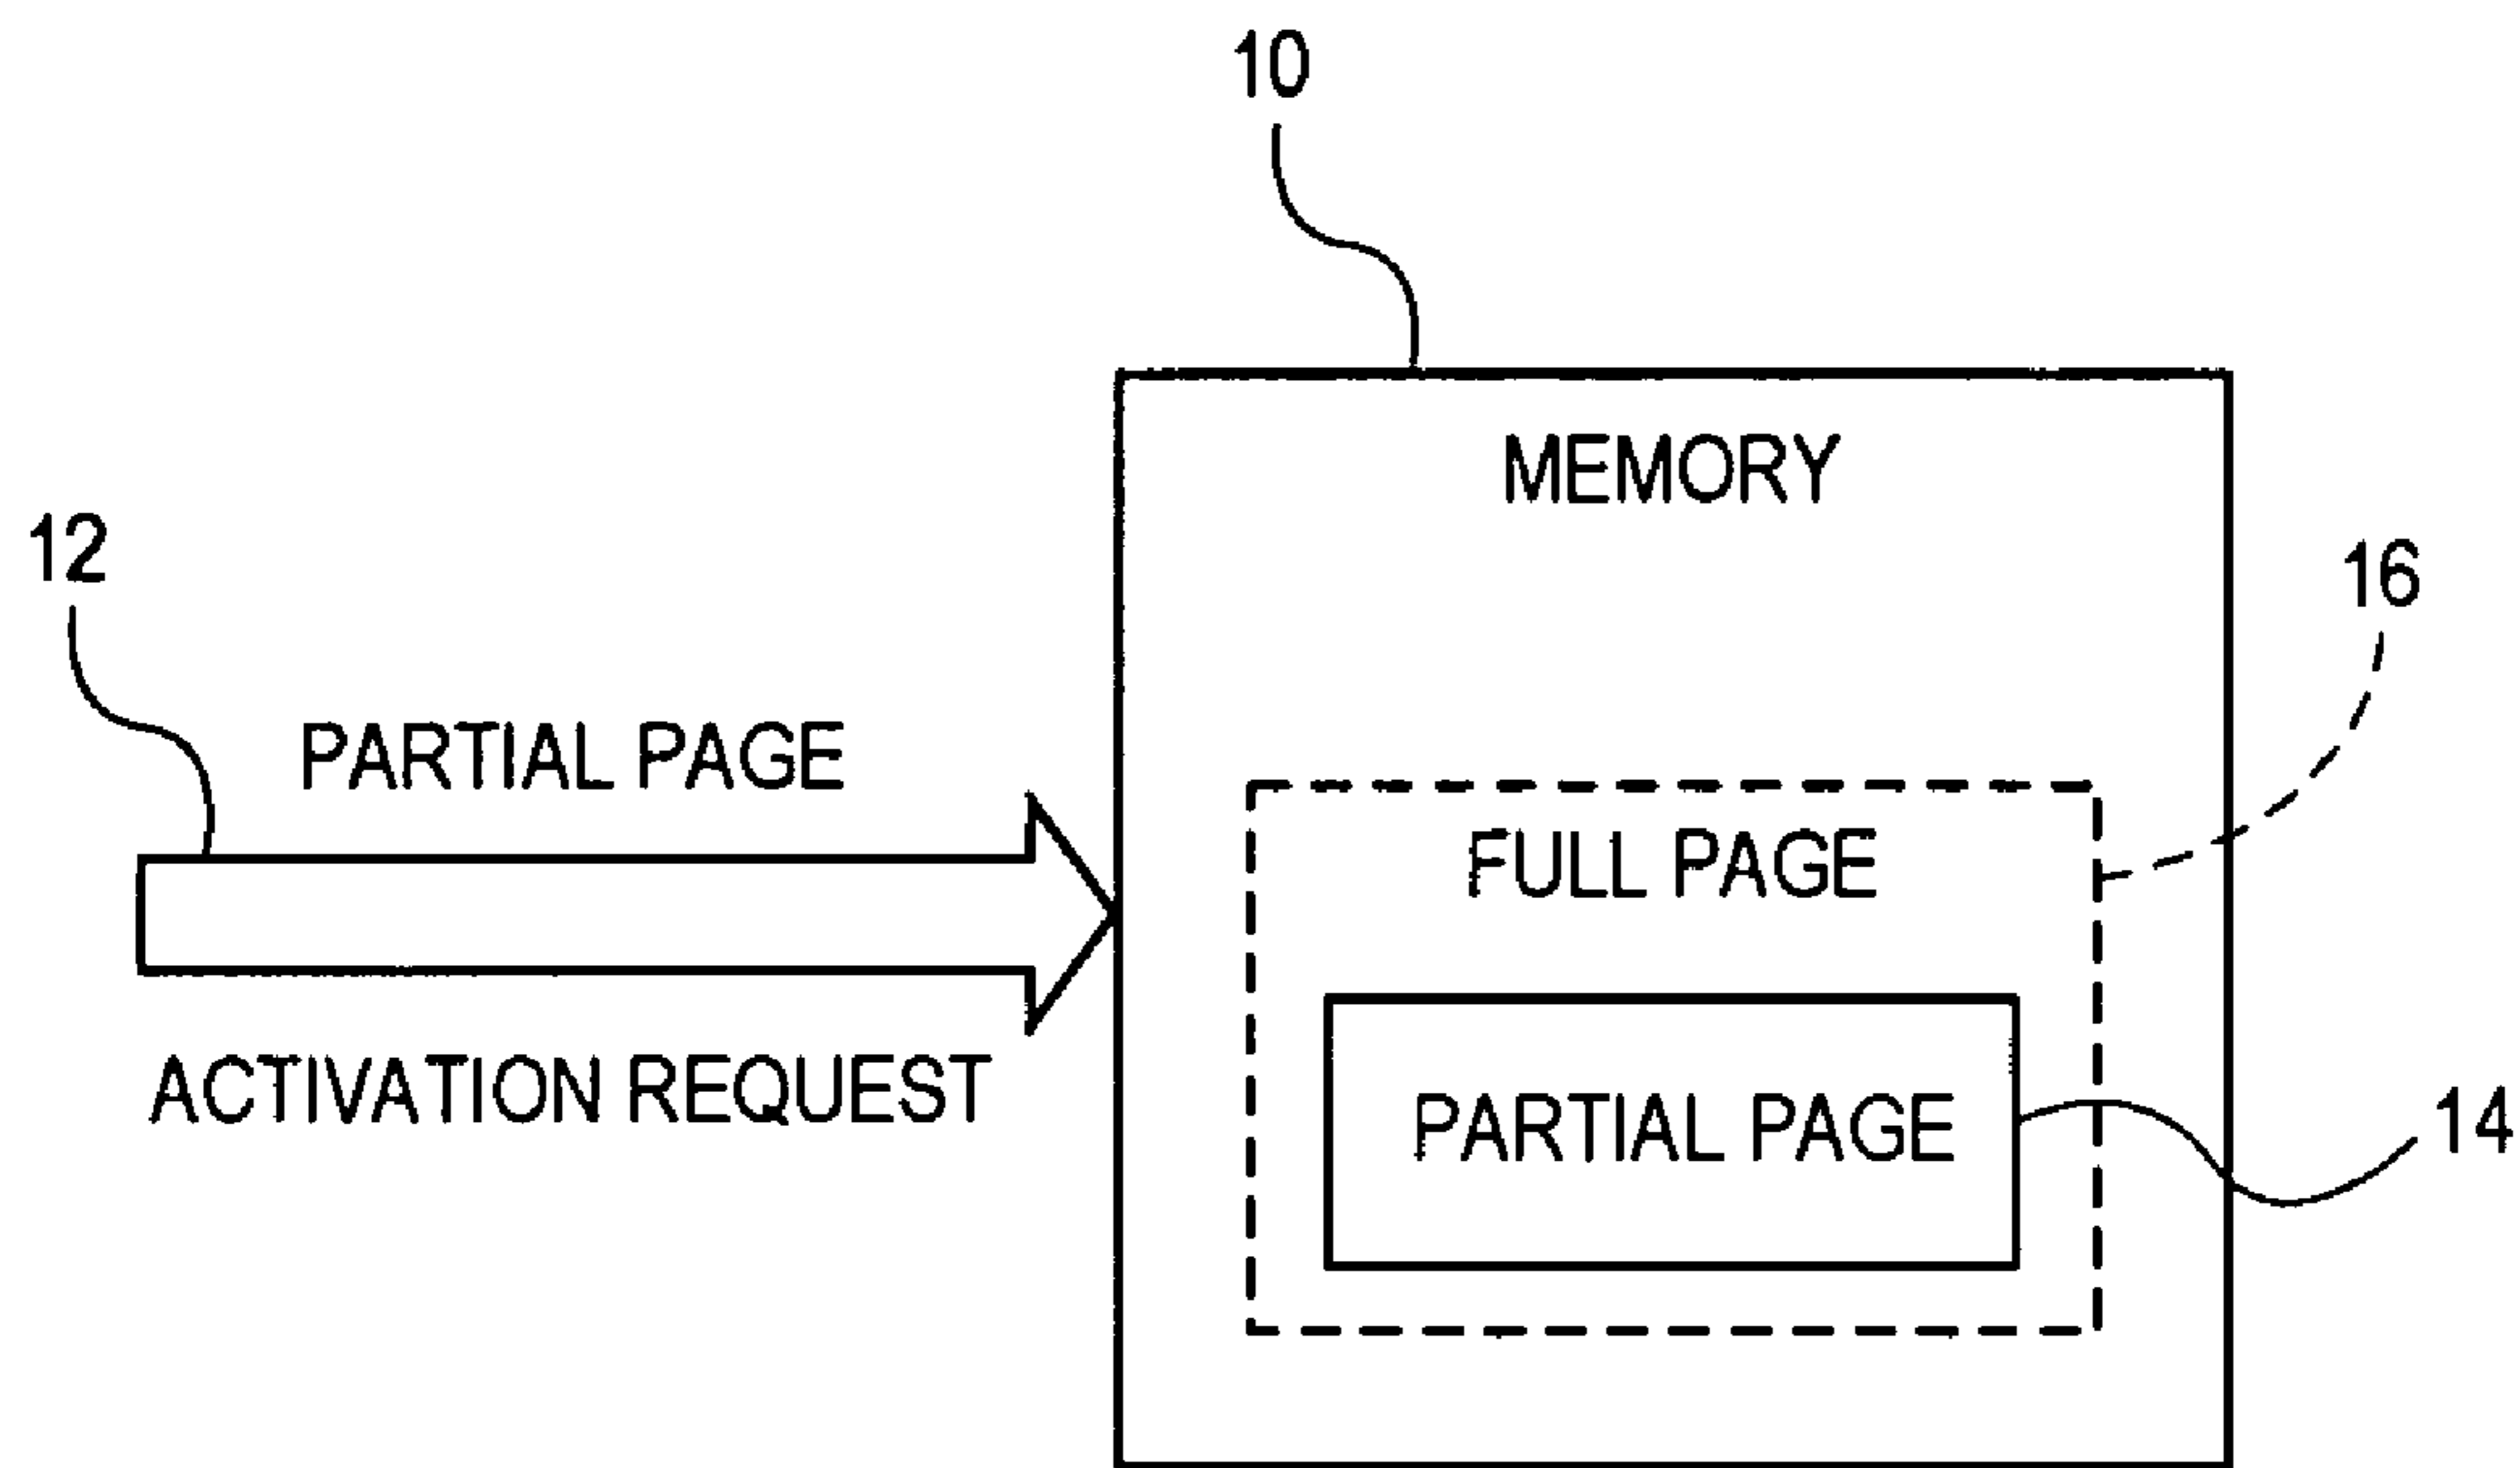 10
MEMORY
12
16
PARTIAL PAGE
FULL PAGE
ACTIVATION REQUEST
PARTIAL PAGE
14